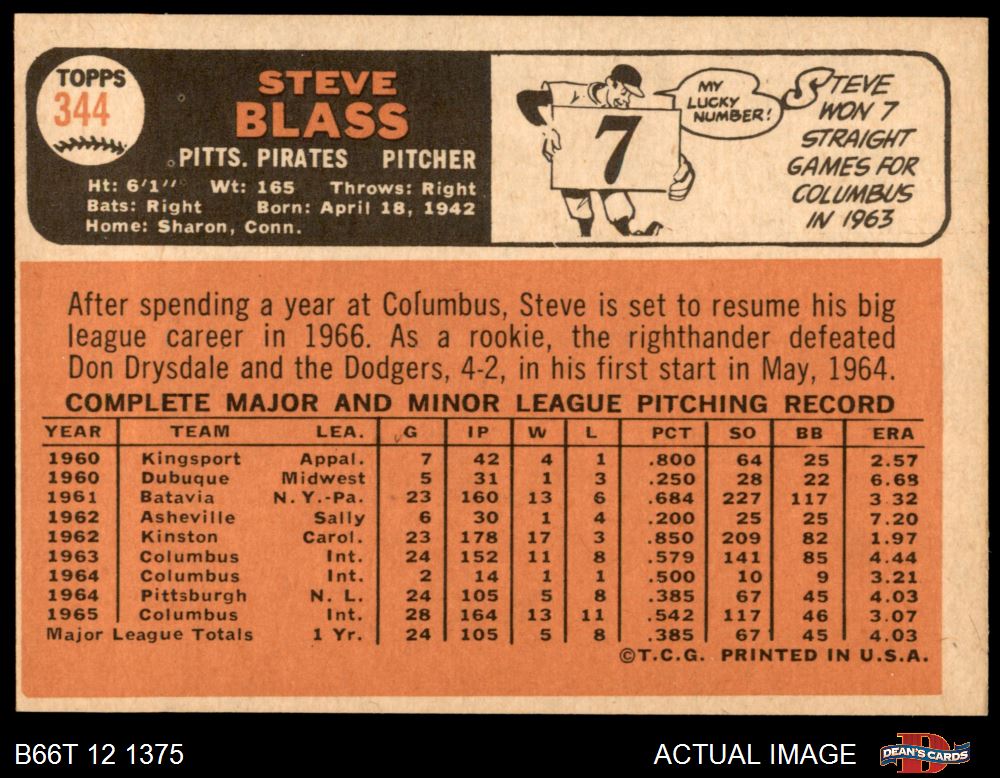 TOPPS
344
STEVE
BLASS
PITTS. PIRATES PITCHER
Ht: 6'1" Wt: 165 Throws: Right
Bats: Right Born: April 18, 1942
Home: Sharon, Conn.
7
MY
LUCKY
NUMBER!
STEVE
WON 7
STRAIGHT
GAMES FOR
COLUMBUS
IN 1963
After spending a year at Columbus, Steve is set to resume his big
league career in 1966. As a rookie, the righthander defeated
Don Drysdale and the Dodgers, 4-2, in his first start in May, 1964.
COMPLETE MAJOR AND MINOR LEAGUE PITCHING RECORD
YEAR TEAM LEA. G IP W L PCT SO BB ERA
1960 Kingsport Appal. 7 42 4 1 .800 64 25 2.57
1960 Dubuque Midwest 5 31 1 3 .250 28 22 6.68
1961 Batavia N.Y.-Pa. 23 160 13 6 .684 227 117 3.32
1962 Asheville Sally 6 30 1 4 .200 25 25 7.20
1962 Kinston Carol. 23 178 17 3 .850 209 82 1.97
1963 Columbus Int. 24 152 11 8 .579 141 85 4.44
1964 Columbus Int. 2 14 1 1 .500 10 9 3.21
1964 Pittsburgh N. L. 24 105 5 8 .385 67 45 4.03
1965 Columbus Int. 28 164 13 11 .542 117 46 3.07
Major League Totals 1 Yr. 24 105 5 8 .385 67 45 4.03
©T.C.G. PRINTED IN U.S.A.
B66T 12 1375
ACTUAL IMAGE
DEAN'S CARDS